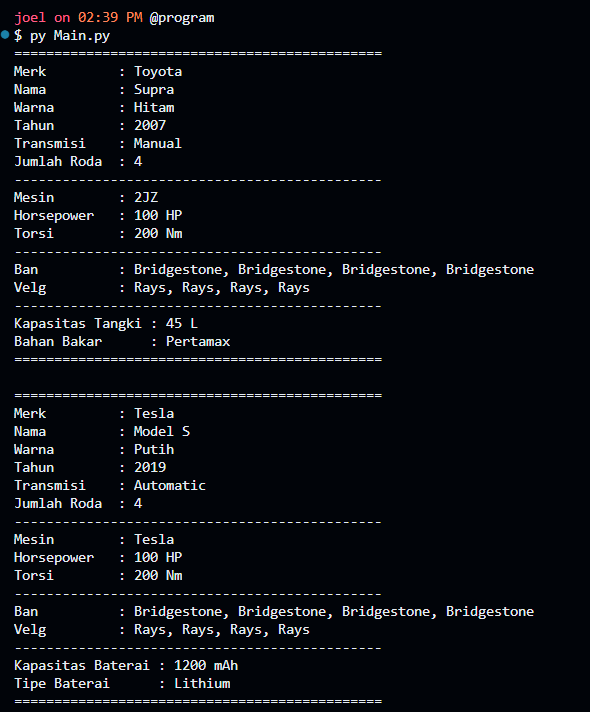 joel on 02:39 PM @program
$ py Main.py
==============================================
Merk         : Toyota
Nama         : Supra
Warna        : Hitam
Tahun        : 2007
Transmisi    : Manual
Jumlah Roda  : 4
----------------------------------------------
Mesin        : 2JZ
Horsepower   : 100 HP
Torsi        : 200 Nm
----------------------------------------------
Ban          : Bridgestone, Bridgestone, Bridgestone, Bridgestone
Velg         : Rays, Rays, Rays, Rays
----------------------------------------------
Kapasitas Tangki : 45 L
Bahan Bakar      : Pertamax
==============================================

==============================================
Merk         : Tesla
Nama         : Model S
Warna        : Putih
Tahun        : 2019
Transmisi    : Automatic
Jumlah Roda  : 4
----------------------------------------------
Mesin        : Tesla
Horsepower   : 100 HP
Torsi        : 200 Nm
----------------------------------------------
Ban          : Bridgestone, Bridgestone, Bridgestone, Bridgestone
Velg         : Rays, Rays, Rays, Rays
----------------------------------------------
Kapasitas Baterai : 1200 mAh
Tipe Baterai      : Lithium
==============================================